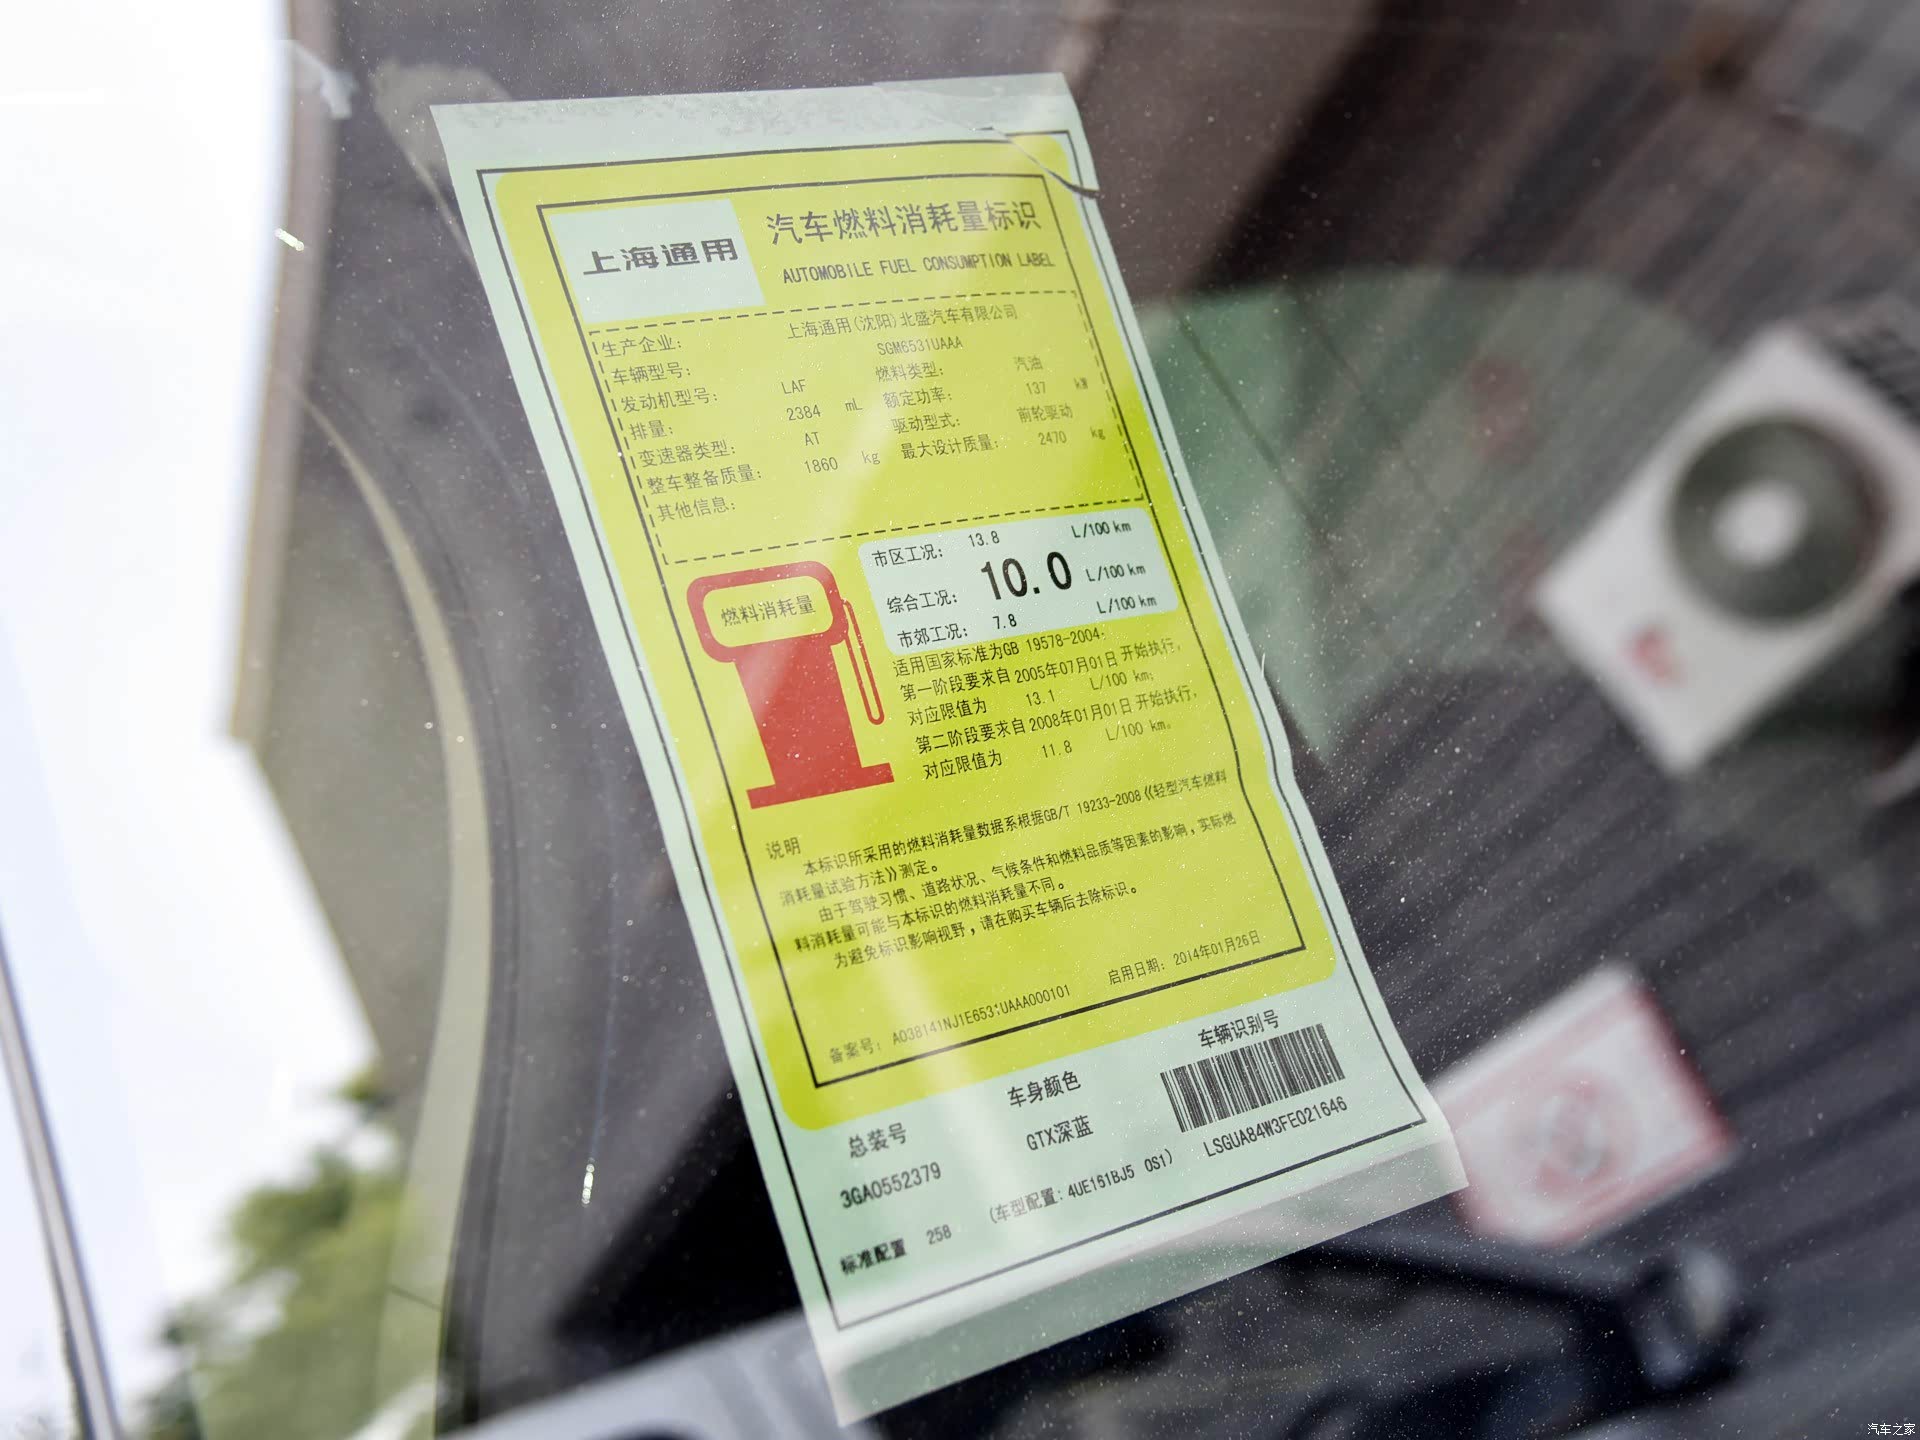 上海通用
汽车燃料消耗量标识
AUTOMOBILE FUEL CONSUMPTION LABEL
生产企业: 上海通用(沈阳)北盛汽车有限公司
车辆型号: SGM6531UAAA
发动机型号: LAF 燃料类型: 汽油
排量: 2384 mL 额定功率: 137 kW
变速器类型: AT 驱动型式: 前轮驱动
整车整备质量: 1860 kg 最大设计质量: 2470 kg
其他信息:
燃料消耗量
市区工况: 13.8 L/100 km
综合工况: 10.0 L/100 km
市郊工况: 7.8 L/100 km
适用国家标准为GB 19578-2004.
第一阶段要求自2005年07月01日开始执行,
对应限值为 13.1 L/100 km;
第二阶段要求自2008年01月01日开始执行,
对应限值为 11.8 L/100 km。
说明
本标识所采用的燃料消耗量数据系根据GB/T 19233-2008《轻型汽车燃料
消耗量试验方法》测定。
由于驾驶习惯、道路状况、气候条件和燃料品质等因素的影响,实际燃
料消耗量可能与本标识的燃料消耗量不同。
为避免标识影响视野,请在购买车辆后去除标识。
备案号: A038141NJ1E6531UAAA000101 启用日期: 2014年01月26日
总装号 车身颜色 车辆识别号
3GA0552379 GTX深蓝 LSGUA84W3FE021646
标准配置 258 (车型配置: 4UE161BJ5 0S1)
汽车之家